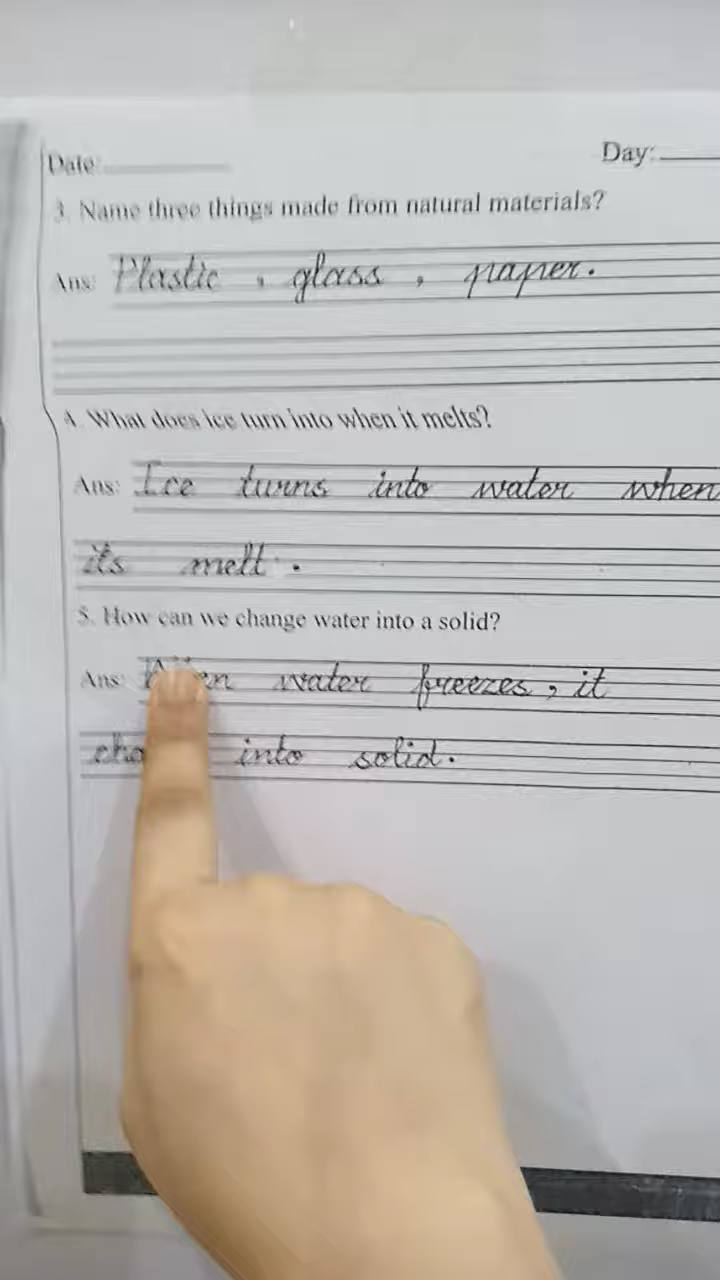 Date: Day:
3. Name three things made from natural materials?
Ans: Plastic , glass , paper.
4. What does ice turn into when it melts?
Ans: Ice turns into water when
its melt .
5. How can we change water into a solid?
Ans: water freezes , it
into solid.